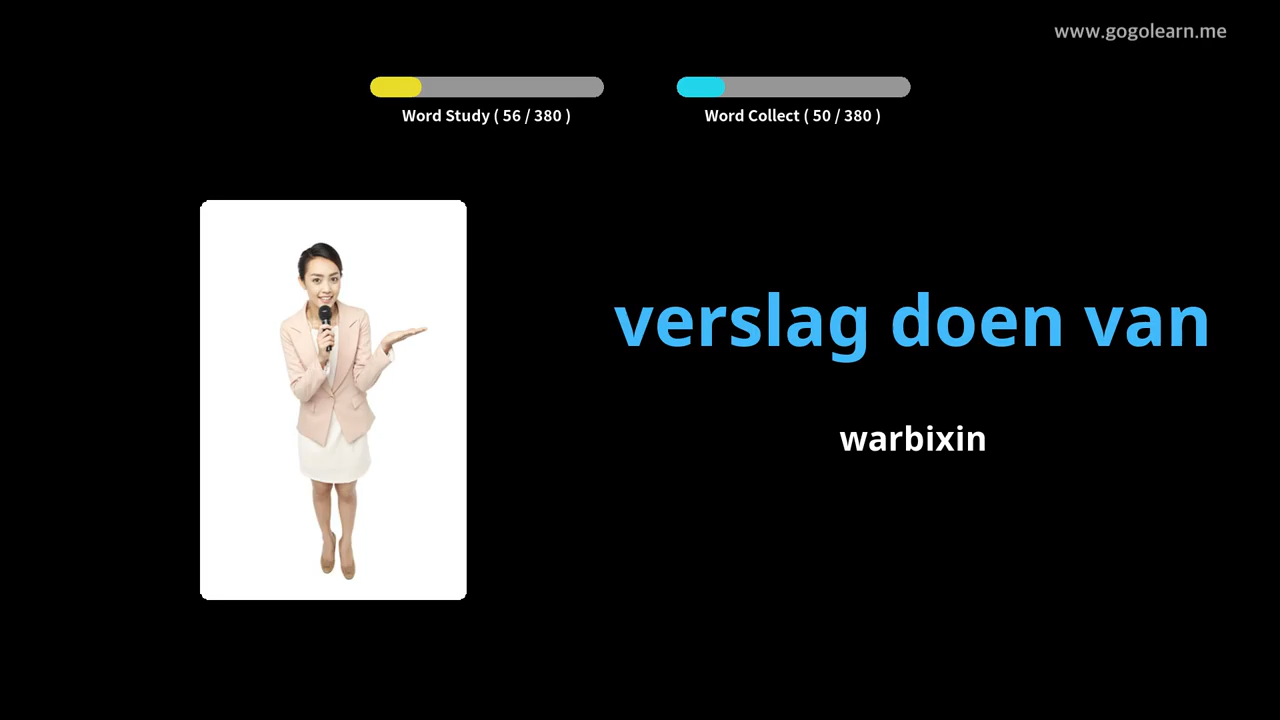 www.gogolearn.me
Word Study ( 56 / 380 )
Word Collect ( 50 / 380 )
verslag doen van
warbixin